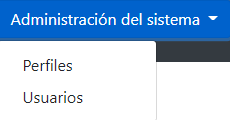 Administración del sistema
Perfiles
Usuarios